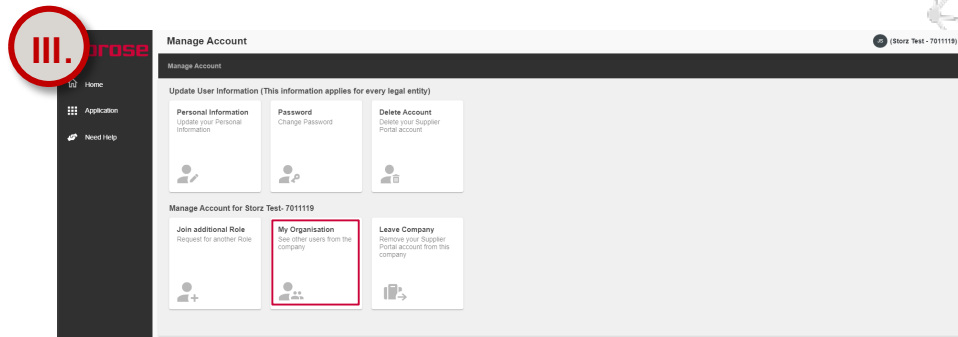 III.
rose
Manage Account
JS (Storz Test - 7011119)
Manage Account
Home
Application
Need Help
Update User Information (This information applies for every legal entity)
Personal Information
Update your Personal
Information
Password
Change Password
Delete Account
Delete your Supplier
Portal account
Manage Account for Storz Test- 7011119
Join additional Role
Request for another Role
My Organisation
See other users from the
company
Leave Company
Remove your Supplier
Portal account from this
company